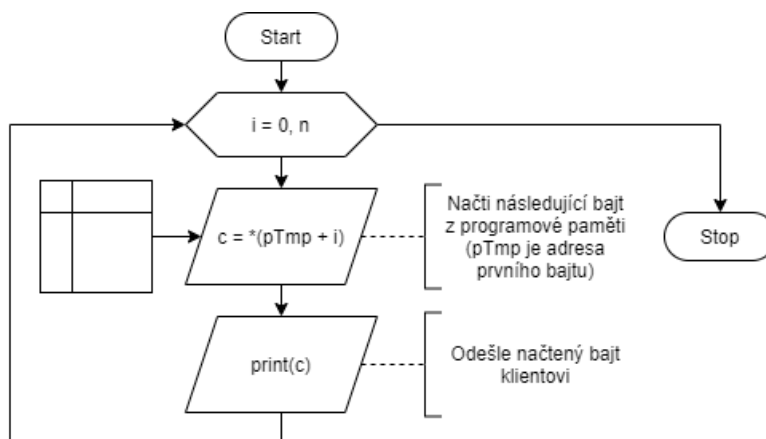 Start
i = 0, n
c = *(pTmp + i)
Načti následující bajt
z programové paměti
(pTmp je adresa
prvního bajtu)
Stop
print(c)
Odešle načtený bajt
klientovi